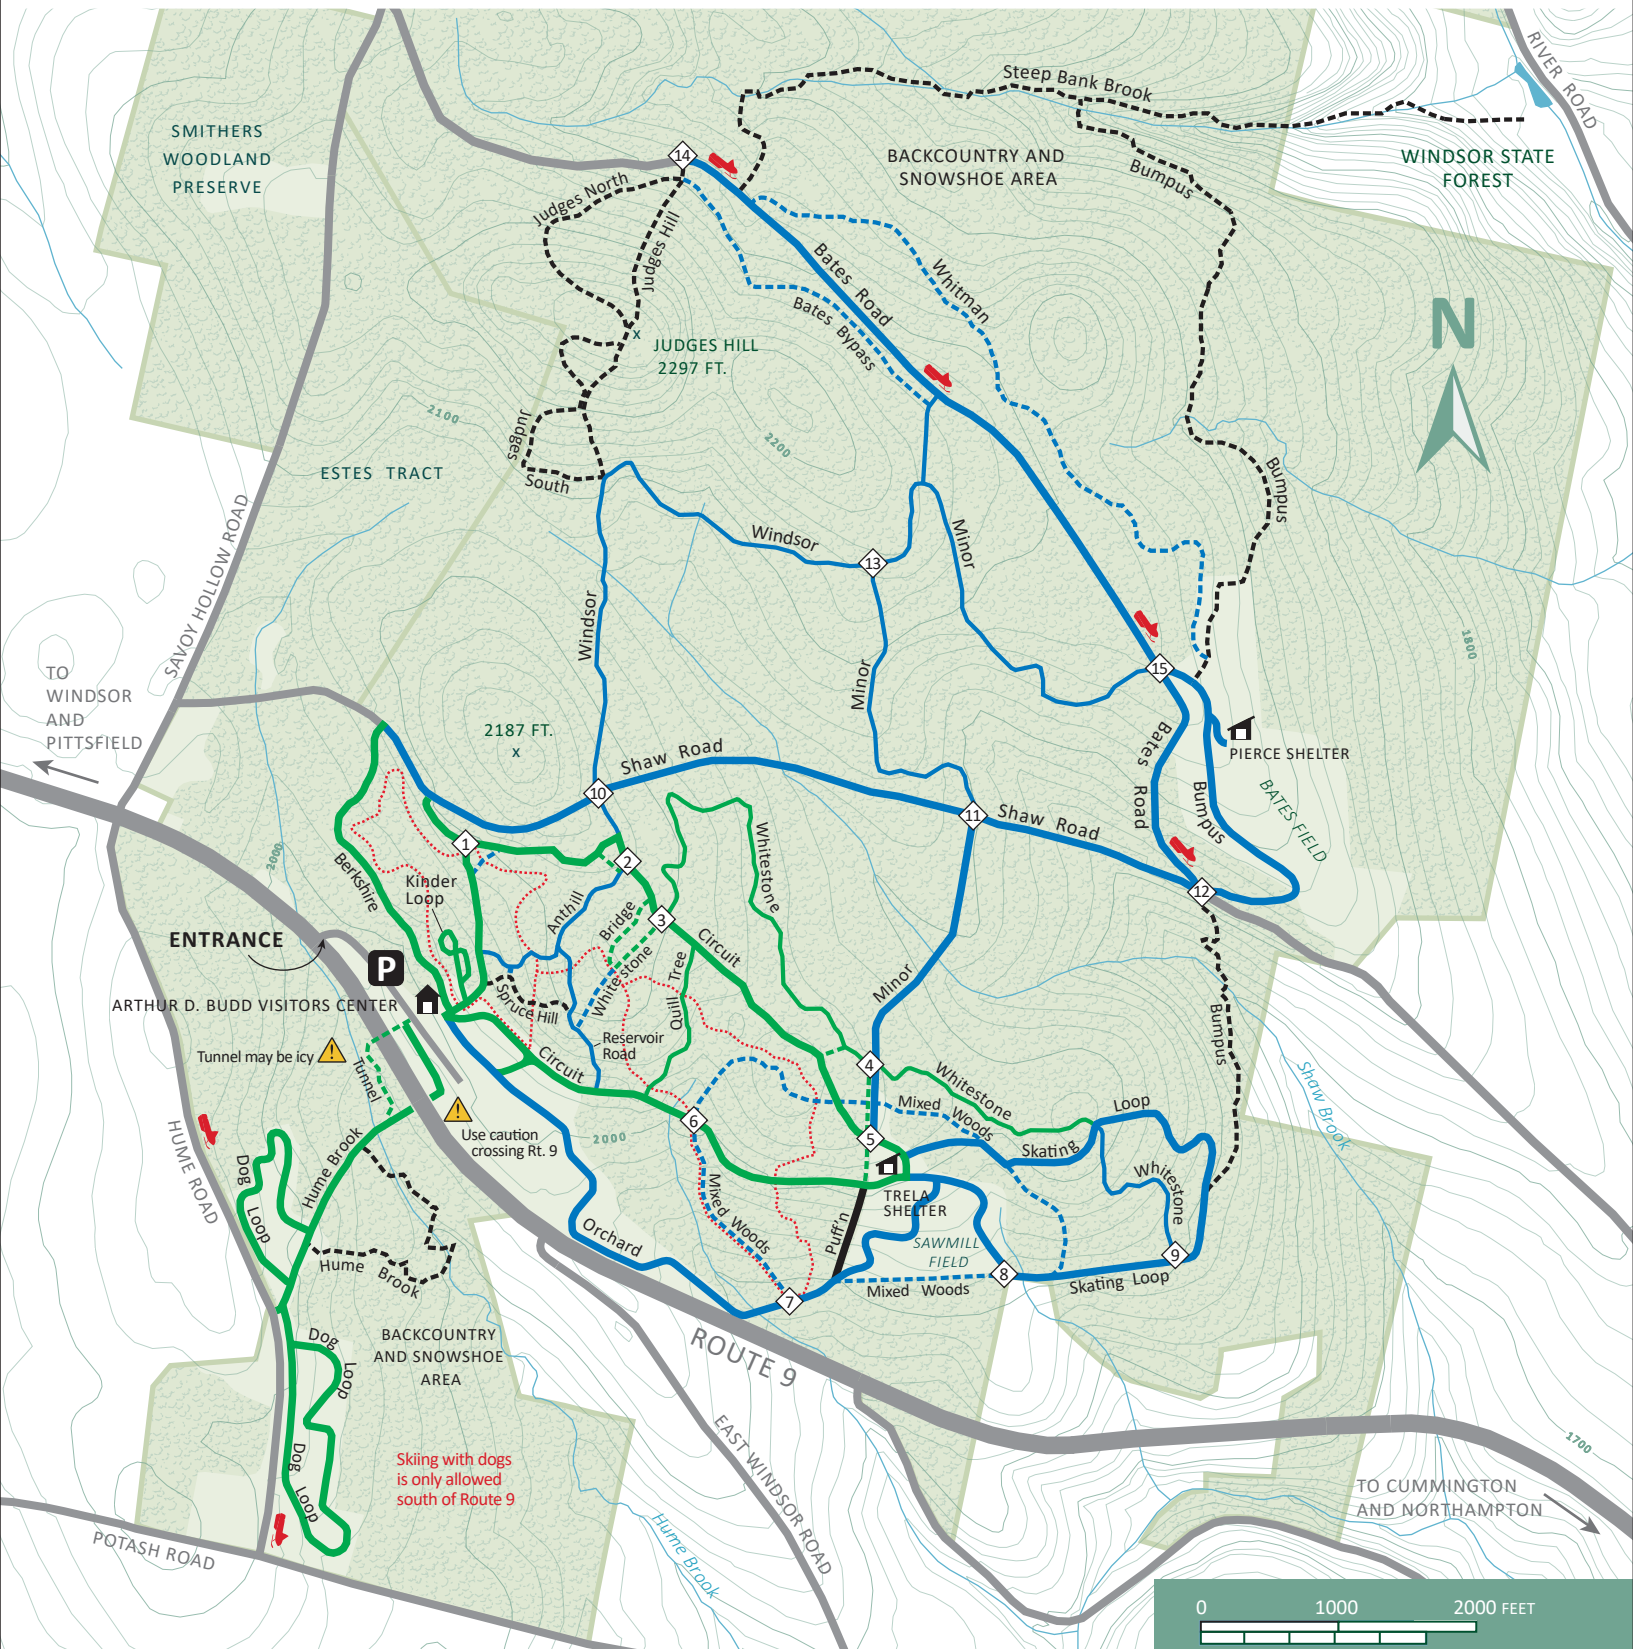 RIVER ROAD
Steep Bank Brook
SMITHERS
WOODLAND
PRESERVE
14
BACKCOUNTRY AND
SNOWSHOE AREA
Bumpus
WINDSOR STATE
FOREST
Judges North
Judges Hill
Bates Road
Whitman
Bates Bypass
N
x
JUDGES HILL
2297 FT.
2100
2200
Judges
South
ESTES TRACT
Bumpus
SAVOY HOLLOW ROAD
Windsor
13
Minor
Windsor
Minor
1800
15
TO
WINDSOR
AND
PITTSFIELD
2187 FT.
x
Shaw Road
Bates
Road
PIERCE SHELTER
10
11
Shaw Road
Bumpus
BATES FIELD
2000
1
2
Berkshire
Kinder
Loop
Whitestone
12
Anthill
Bridge
3
Circuit
ENTRANCE
P
Whitestone
Quill Tree
Minor
ARTHUR D. BUDD VISITORS CENTER
Spruce Hill
Bumpus
Tunnel may be icy
Tunnel
Circuit
Reservoir
Road
4
Whitestone
Shaw Brook
Mixed Woods
Loop
Use caution
crossing Rt. 9
2000
6
5
Skating
HUME ROAD
Dog
Loop
Hume Brook
Whitestone
Mixed Woods
TRELA
SHELTER
Puff'n
Orchard
SAWMILL
FIELD
9
8
Hume Brook
Skating Loop
7
Mixed Woods
Dog
Loop
BACKCOUNTRY
AND SNOWSHOE
AREA
ROUTE 9
EAST WINDSOR ROAD
Dog
Loop
Skiing with dogs
is only allowed
south of Route 9
1700
TO CUMMINGTON
AND NORTHAMPTON
POTASH ROAD
Hume Brook
0 1000 2000 FEET